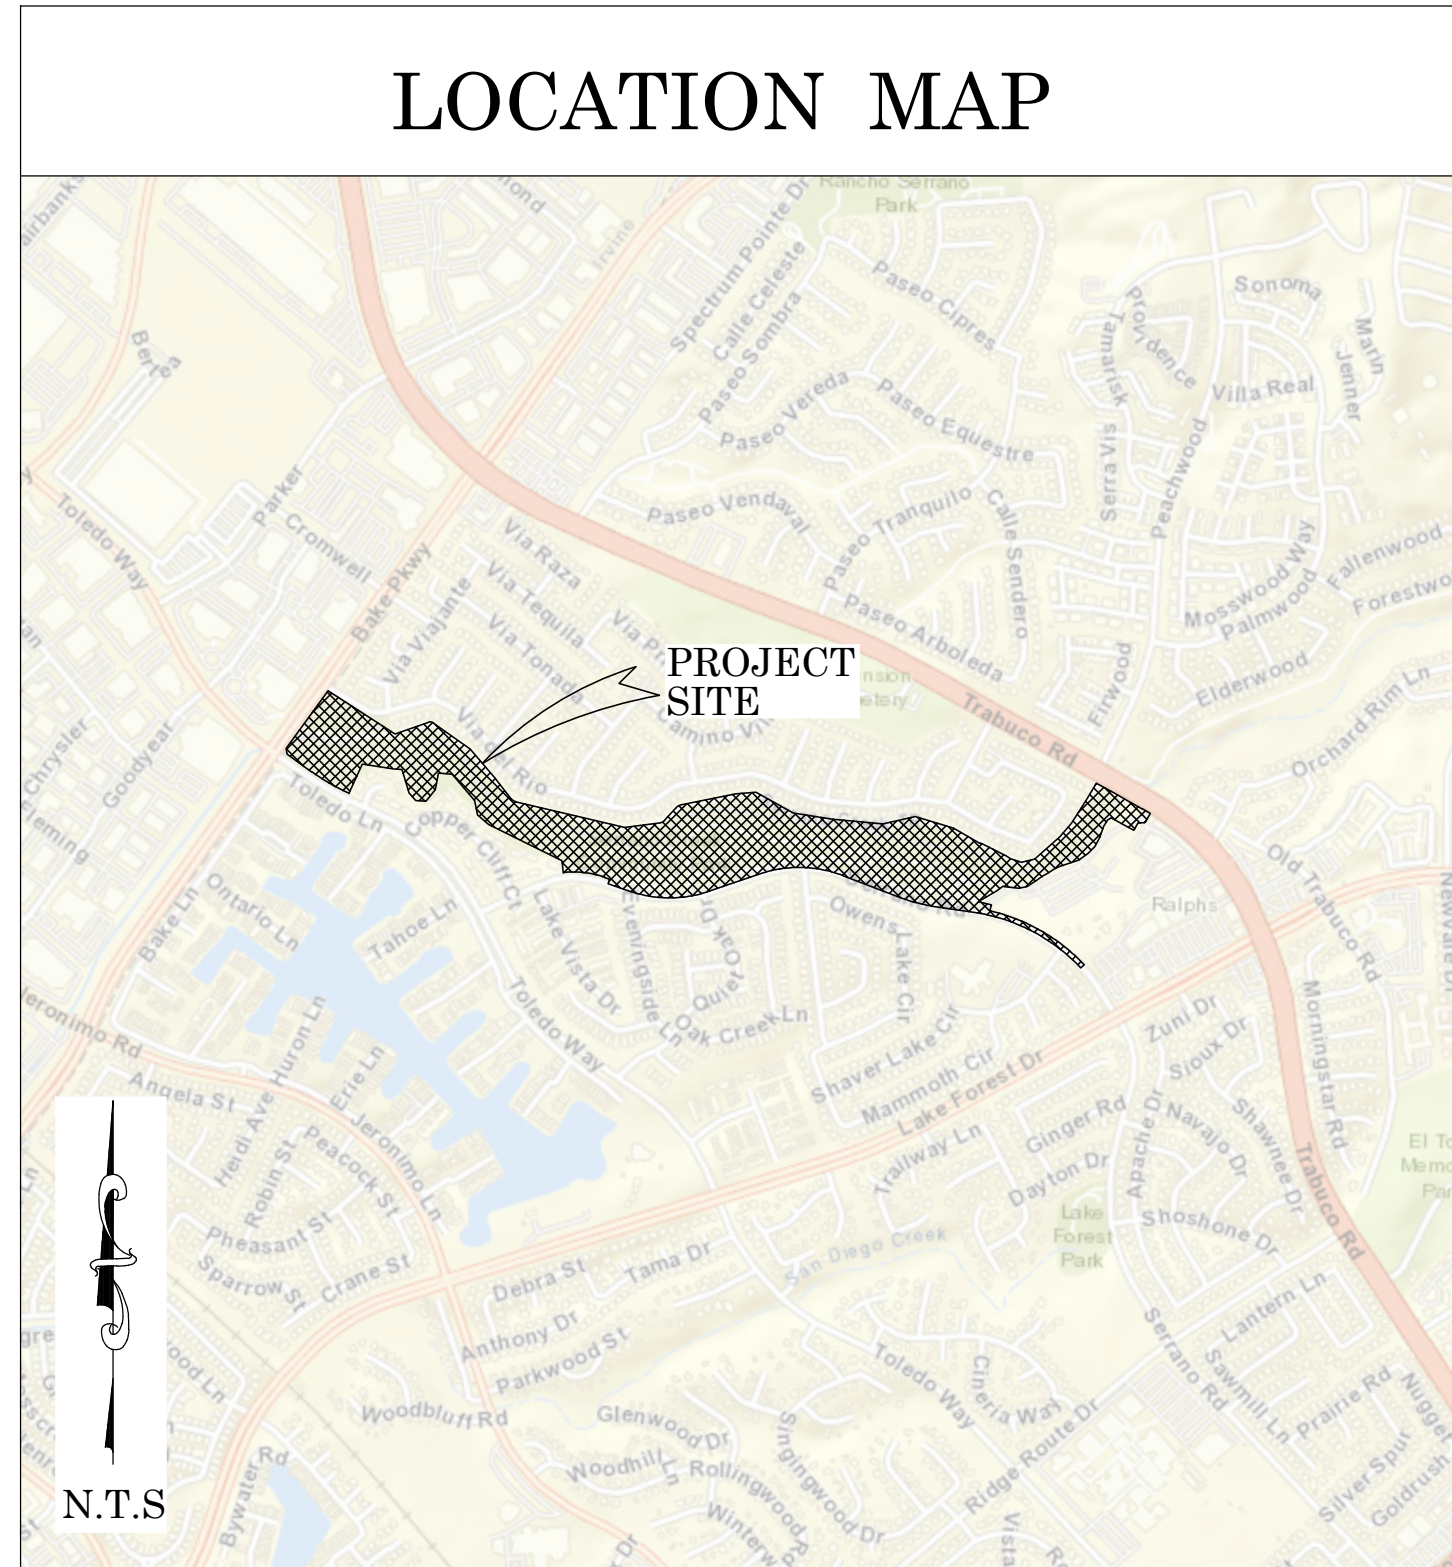 LOCATION MAP
Rancho Serrano
Park
Irvine
Spectrum Pointe Dr
Calle Celeste
Paseo Sombra
Paseo Cipres
Paseo Vereda
Paseo Equestre
Providence
Tamarisk
Sonoma
Marin
Jenner
Villa Real
Bertea
Parker
Cromwell
Toledo Way
Bake Pkwy
Via Viajante
Via Raza
Via Tequila
Via Tonada
Paseo Vendaval
Paseo Tranquilo
Calle Sendero
Serra Vis
Peachwood
Mosswood Way
Palmwood
Fallenwood
Paseo Arboleda
Firwood
Elderwood
Orchard Rim Ln
Trabuco Rd
PROJECT
SITE
Chrysler
Goodyear
Fleming
Toledo Ln
Copper Cliff Ct
Ontario Ln
Bake Ln
Tahoe Ln
Lake Vista Dr
Eveningside Ln
Quiet Oak Dr
Oak Creek Ln
Owens
Lake Cir
Ralphs
Old Trabuco Rd
Toledo Way
Shaver Lake Cir
Mammoth Cir
Lake Forest Dr
Zuni Dr
Sioux Dr
Morningstar Rd
Jeronimo Rd
Angela St
Huron Ln
Heidi Ave
Erie Ln
Robin St
Peacock St
Jeronimo Ln
Pheasant St
Sparrow St
Crane St
Trailway Ln
Ginger Rd
Dayton Dr
Apache Dr
Navajo Dr
Shawnee Dr
Shoshone Dr
Trabuco Rd
Lake
Forest
Park
San Diego Creek
Debra St
Tama Dr
Anthony Dr
Parkwood St
Lantern Ln
Serrano Rd
Sawmill Ln
Prairie Rd
Toledo Way
Cineria Way
Ridge Route Dr
Woodbluff Rd
Glenwood Dr
Woodhill Ln
Rollingwood
Singingwood Dr
Silver Spur
Bywater Rd
N.T.S